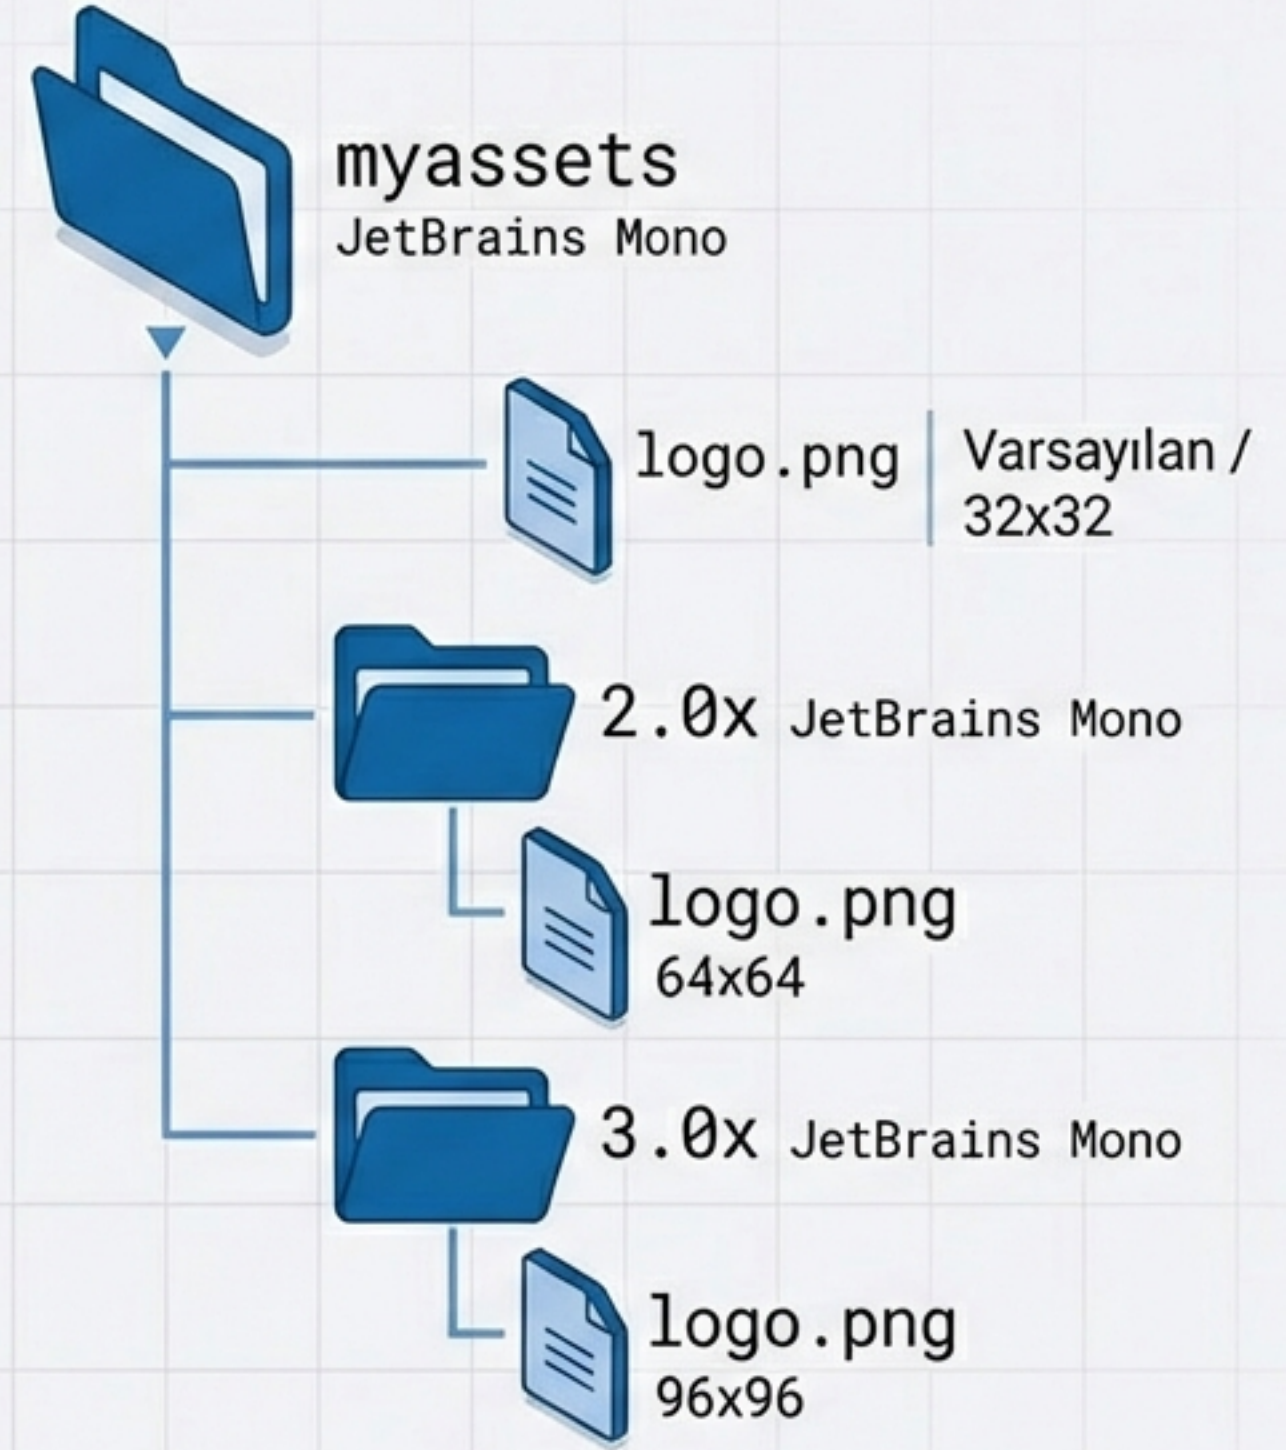 myassets
JetBrains Mono
logo.png
Varsayılan /
32x32
2.0x JetBrains Mono
logo.png
64x64
3.0x JetBrains Mono
logo.png
96x96